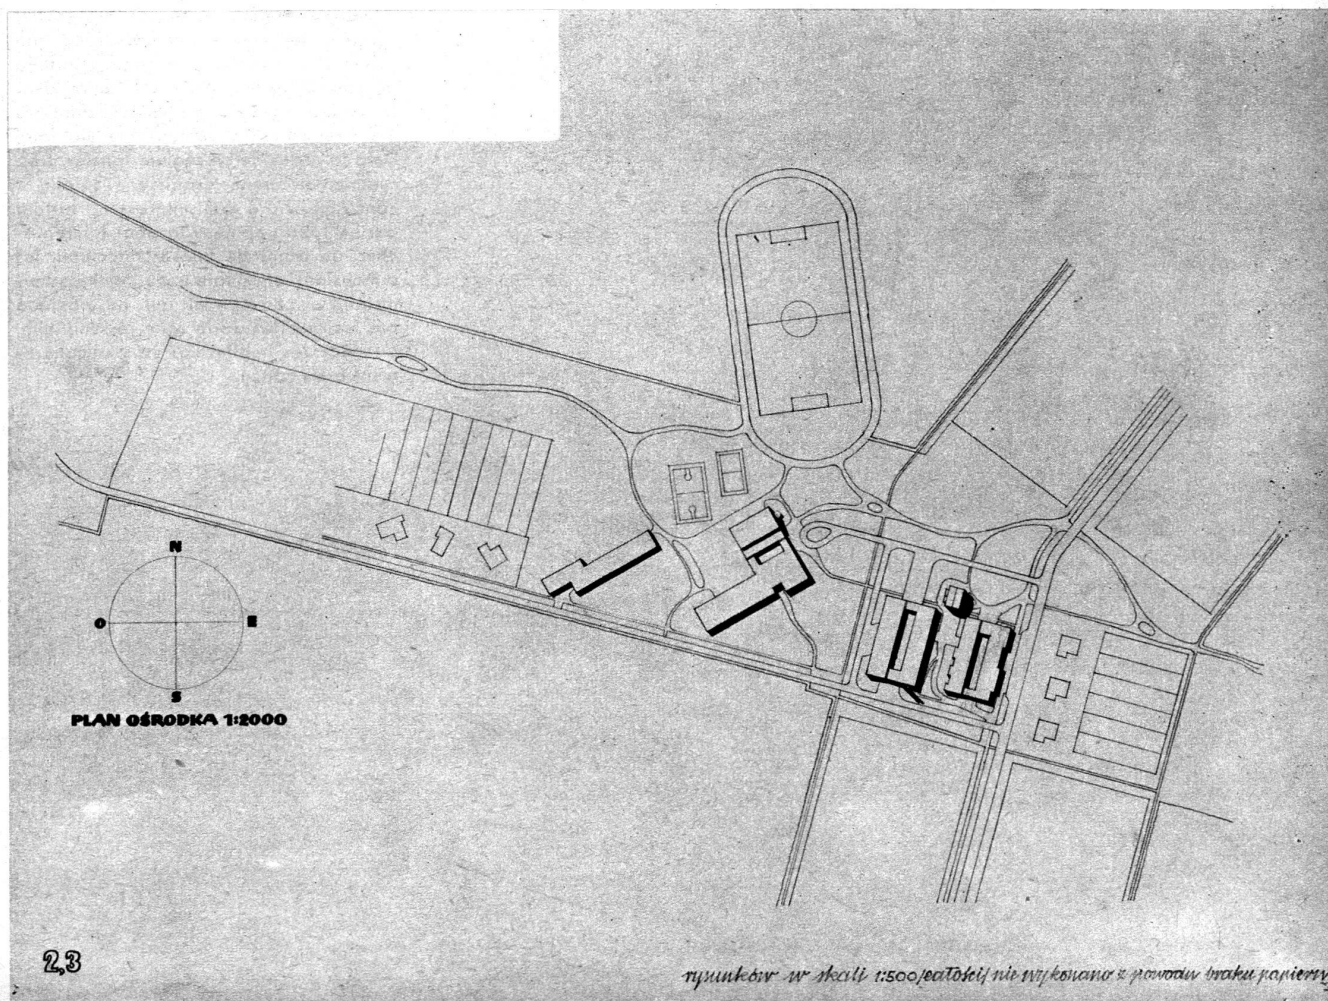 N
O
E
S
PLAN OŚRODKA 1:2000
2,3
rysunków w skali 1:500/całości/ nie wykonano z powodu braku papieru